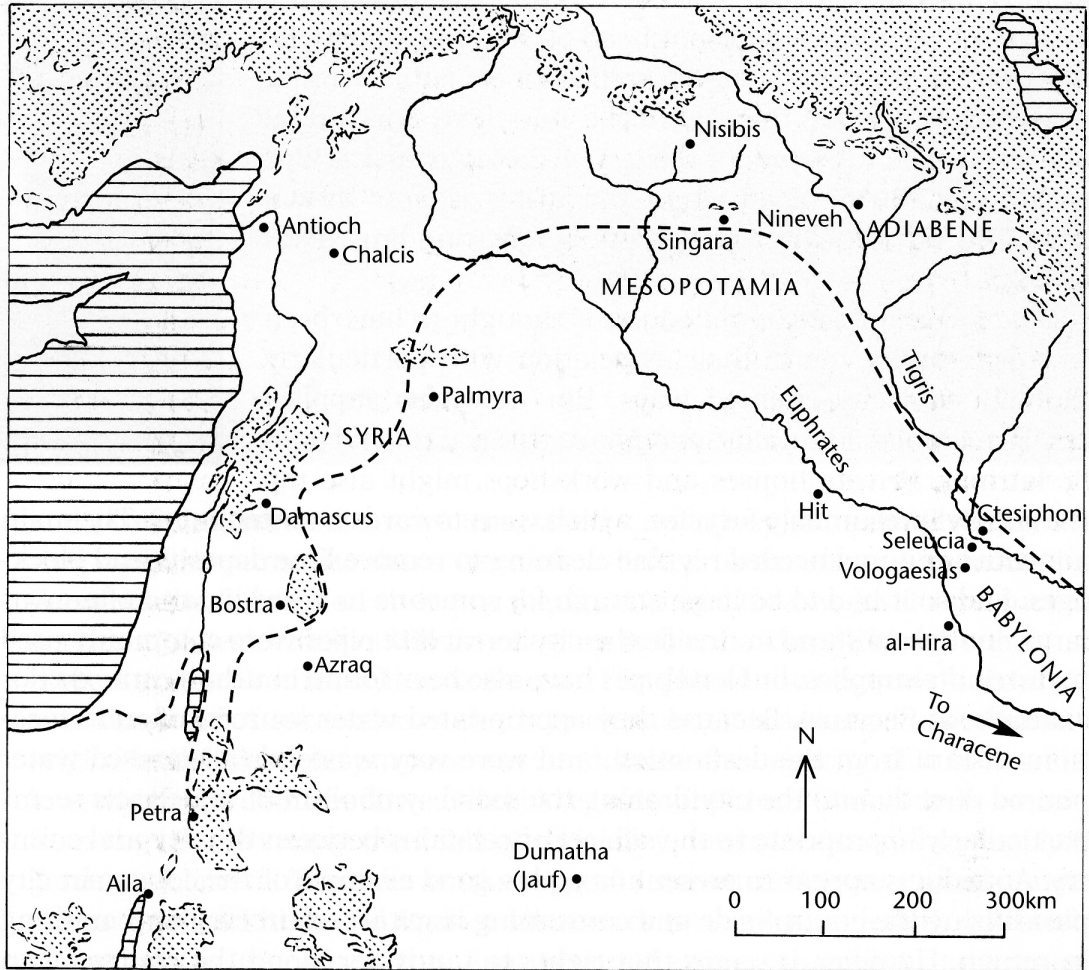 Nisibis
Nineveh
ADIABENE
Antioch
Singara
Chalcis
MESOPOTAMIA
Tigris
Palmyra
Euphrates
SYRIA
Hit
Damascus
Ctesiphon
Seleucia
Vologaesias
BABYLONIA
Bostra
al-Hira
Azraq
To
Characene
N
Petra
Dumatha
(Jauf)
Aila
0 100 200 300km